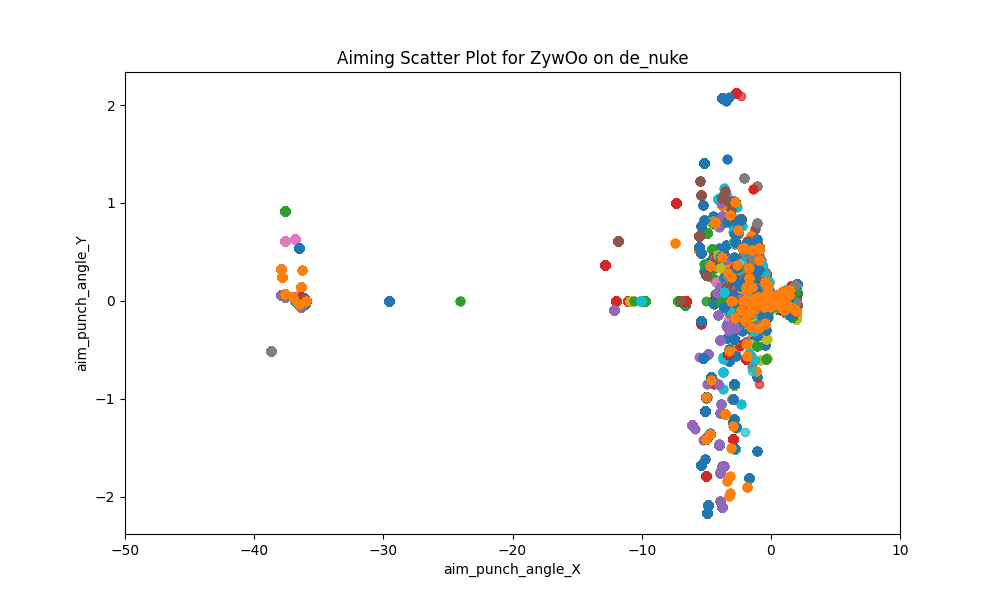 Aiming Scatter Plot for ZywOo on de_nuke
2
1
0
−1
−2
aim_punch_angle_Y
−50 −40 −30 −20 −10 0 10
aim_punch_angle_X